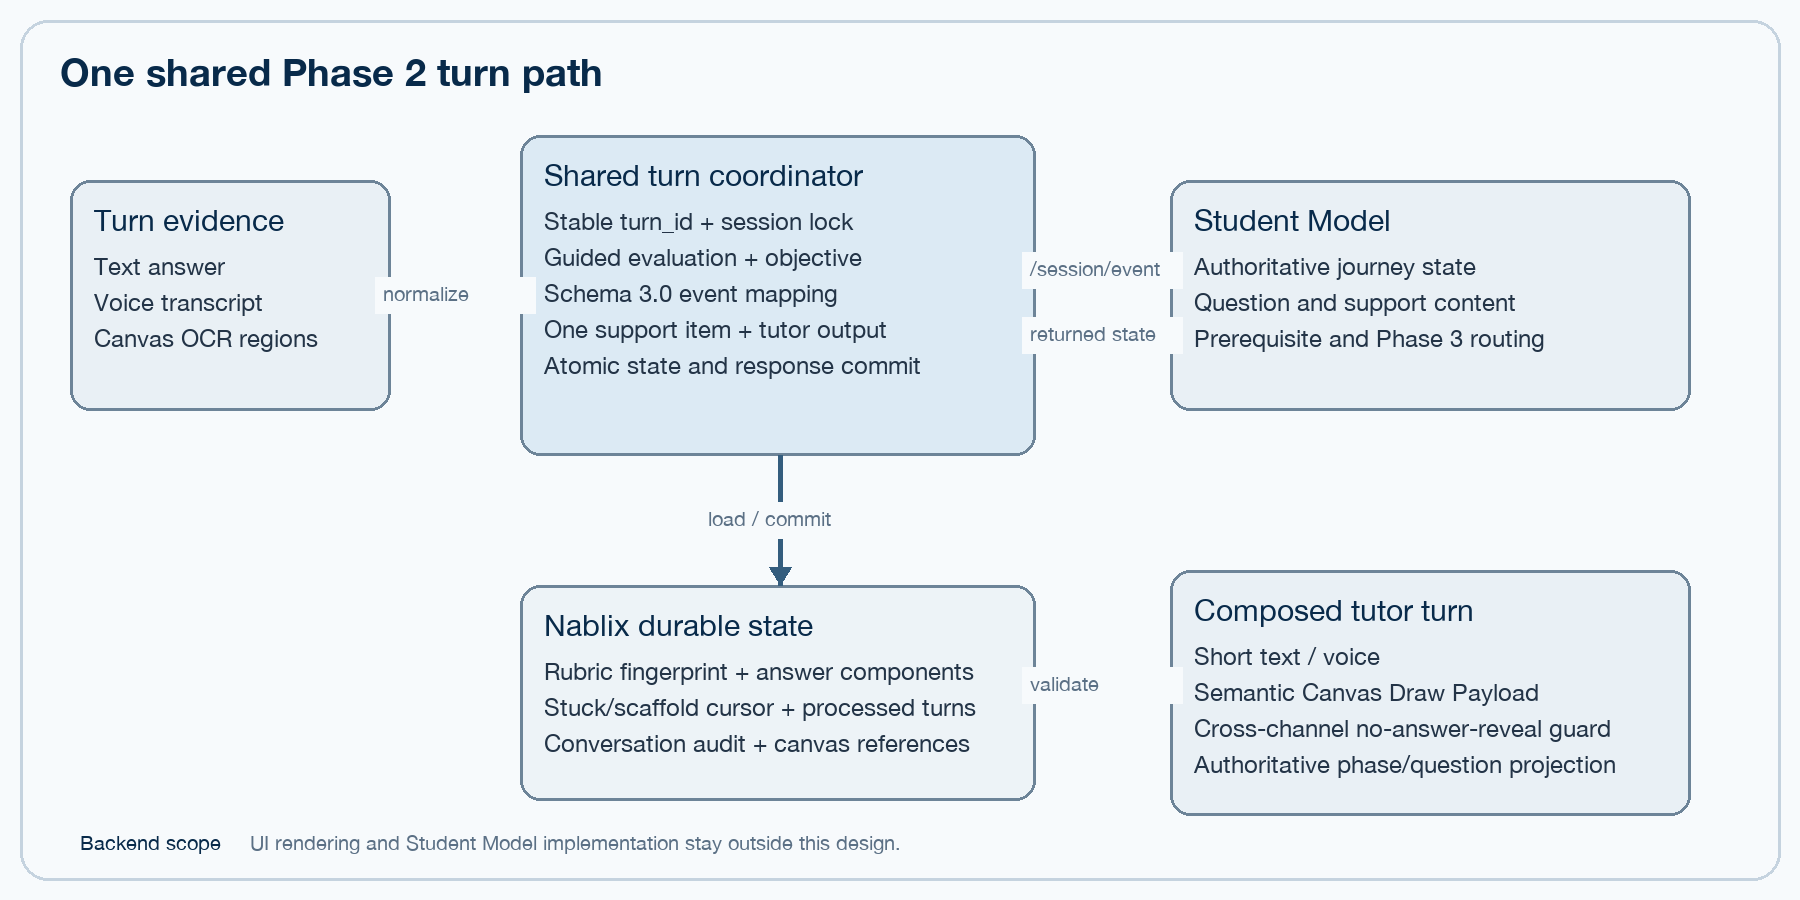 One shared Phase 2 turn path
Turn evidence
Text answer
Voice transcript
Canvas OCR regions
normalize
Shared turn coordinator
Stable turn_id + session lock
Guided evaluation + objective
Schema 3.0 event mapping
One support item + tutor output
Atomic state and response commit
/session/event
returned state
Student Model
Authoritative journey state
Question and support content
Prerequisite and Phase 3 routing
load / commit
Nablix durable state
Rubric fingerprint + answer components
Stuck/scaffold cursor + processed turns
Conversation audit + canvas references
validate
Composed tutor turn
Short text / voice
Semantic Canvas Draw Payload
Cross-channel no-answer-reveal guard
Authoritative phase/question projection
Backend scope UI rendering and Student Model implementation stay outside this design.